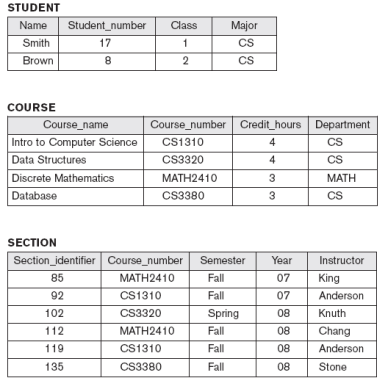 STUDENT
Name Student_number Class Major
Smith 17 1 CS
Brown 8 2 CS
COURSE
Course_name Course_number Credit_hours Department
Intro to Computer Science CS1310 4 CS
Data Structures CS3320 4 CS
Discrete Mathematics MATH2410 3 MATH
Database CS3380 3 CS
SECTION
Section_identifier Course_number Semester Year Instructor
85 MATH2410 Fall 07 King
92 CS1310 Fall 07 Anderson
102 CS3320 Spring 08 Knuth
112 MATH2410 Fall 08 Chang
119 CS1310 Fall 08 Anderson
135 CS3380 Fall 08 Stone